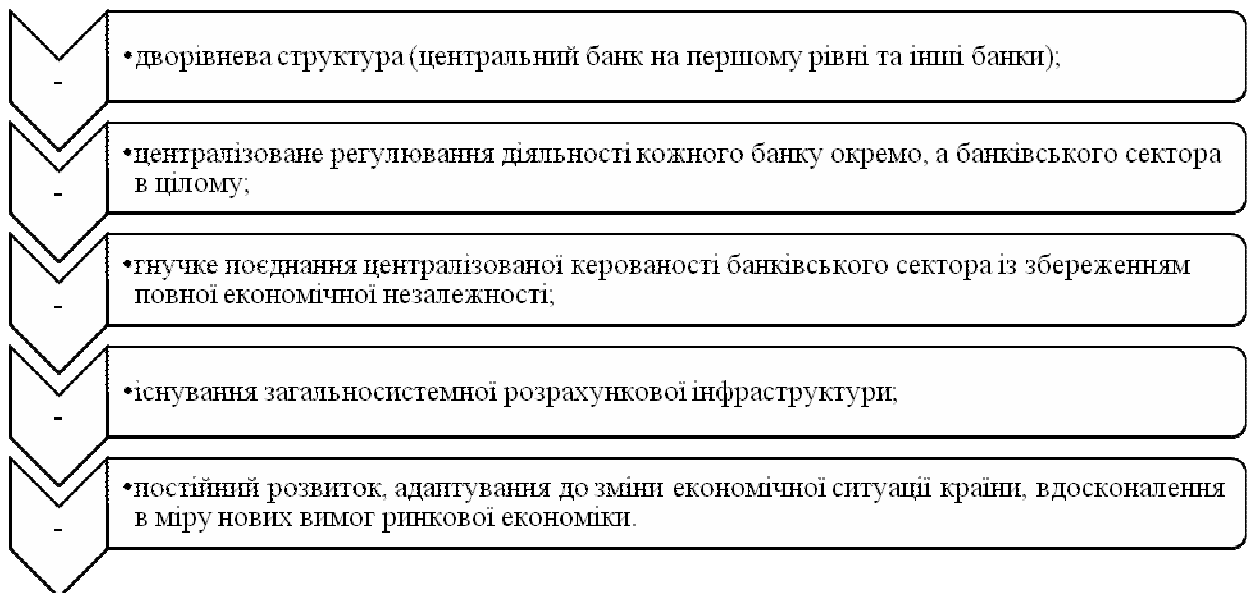 -
•дворівнева структура (центральний банк на першому рівні та інші банки);
-
•централізоване регулювання діяльності кожного банку окремо, а банківського сектора
в цілому;
-
•гнучке поєднання централізованої керованості банківського сектора із збереженням
повної економічної незалежності;
-
•існування загальносистемної розрахункової інфраструктури;
-
•постійний розвиток, адаптування до зміни економічної ситуації країни, вдосконалення
в міру нових вимог ринкової економіки.